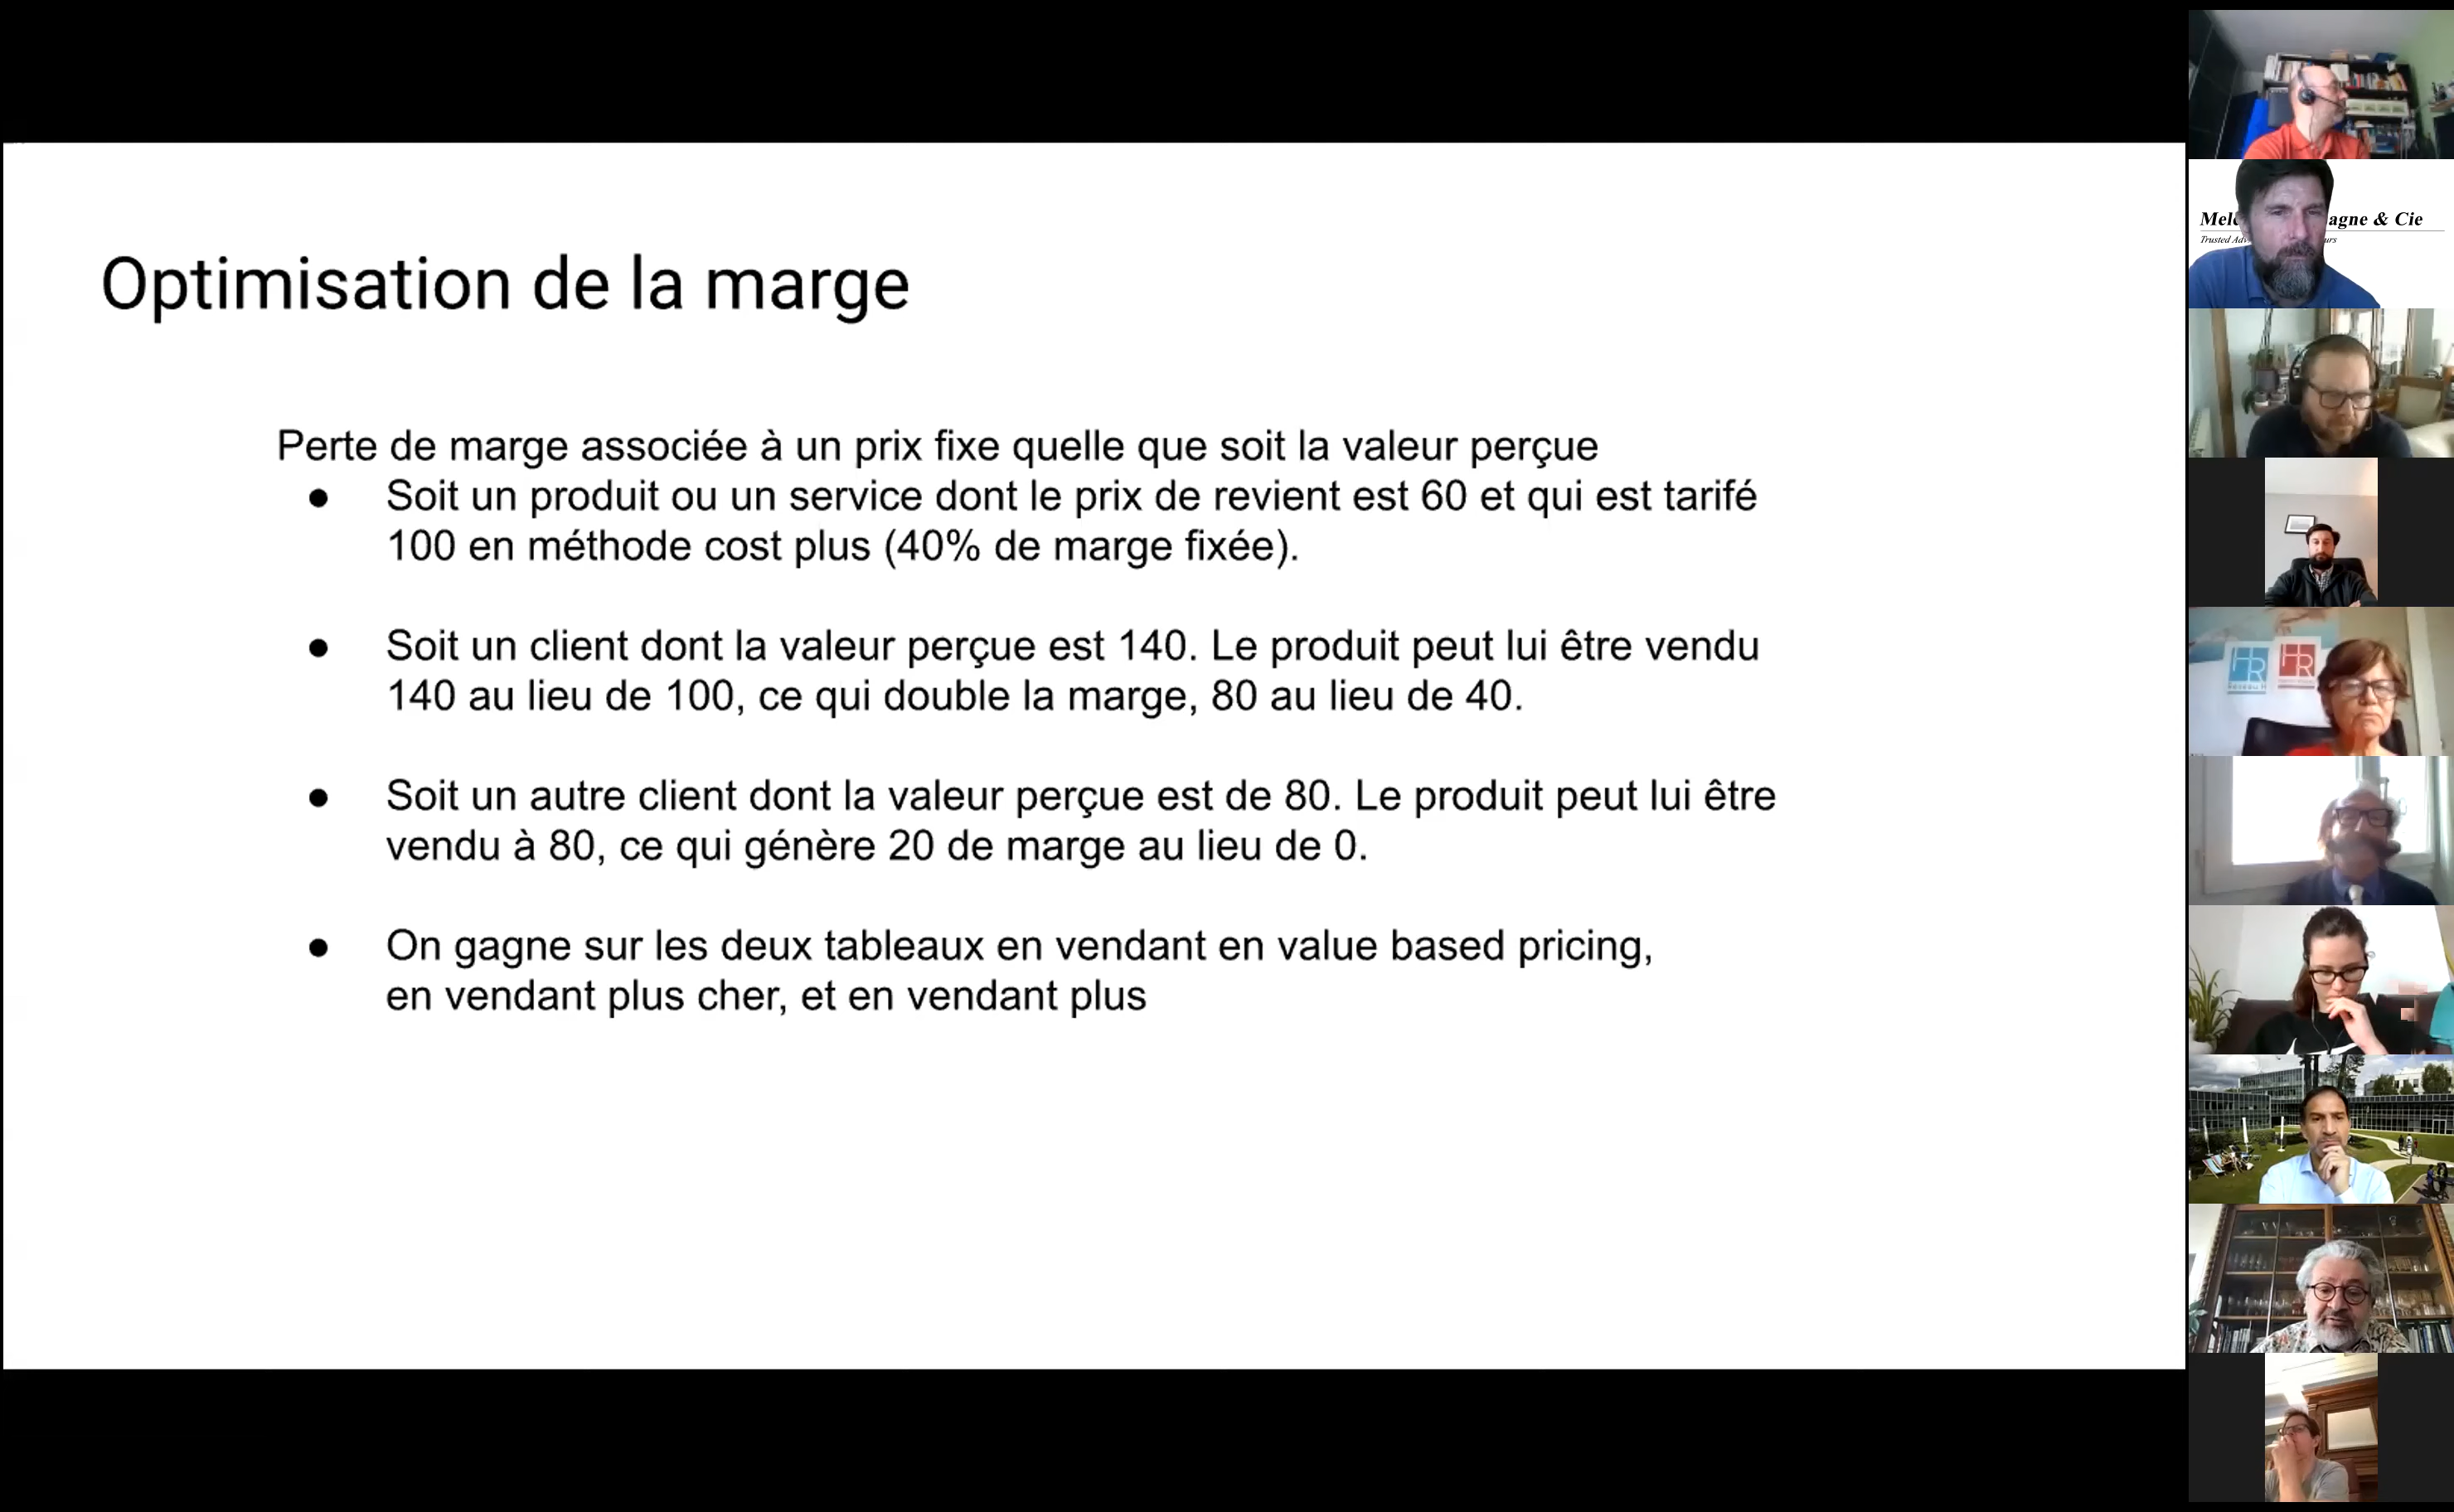 Optimisation de la marge
Perte de marge associée à un prix fixe quelle que soit la valeur perçue
● Soit un produit ou un service dont le prix de revient est 60 et qui est tarifé
100 en méthode cost plus (40% de marge fixée).
● Soit un client dont la valeur perçue est 140. Le produit peut lui être vendu
140 au lieu de 100, ce qui double la marge, 80 au lieu de 40.
● Soit un autre client dont la valeur perçue est de 80. Le produit peut lui être
vendu à 80, ce qui génère 20 de marge au lieu de 0.
● On gagne sur les deux tableaux en vendant en value based pricing,
en vendant plus cher, et en vendant plus
agne & Cie
Trusted
HR
HR